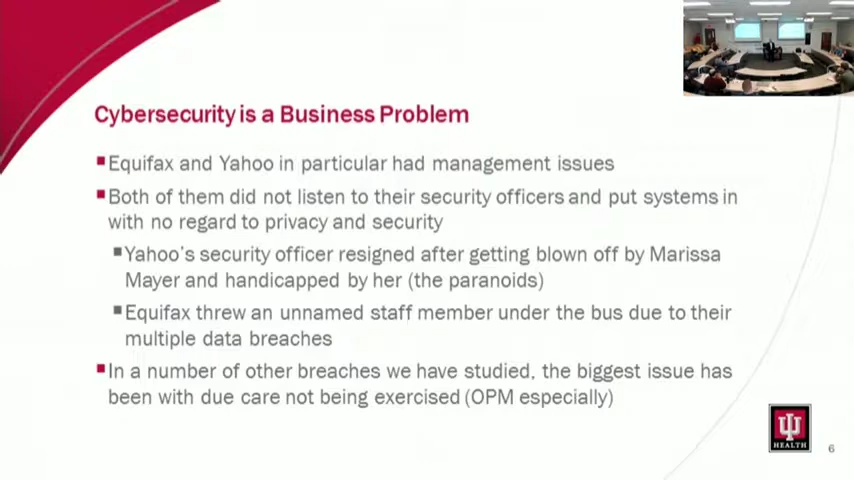 Cybersecurity is a Business Problem
Equifax and Yahoo in particular had management issues
Both of them did not listen to their security officers and put systems in
with no regard to privacy and security
Yahoo's security officer resigned after getting blown off by Marissa
Mayer and handicapped by her (the paranoids)
Equifax threw an unnamed staff member under the bus due to their
multiple data breaches
In a number of other breaches we have studied, the biggest issue has
been with due care not being exercised (OPM especially)
IU
HEALTH
6